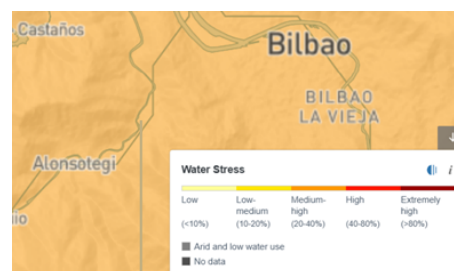 Castaños
Bilbao
BILBAO
LA VIEJA
Alonsotegi
io
Water Stress
i
Low
Low-
medium
Medium-
high
High
Extremely
high
(<10%)
(10-20%)
(20-40%)
(40-80%)
(>80%)
Arid and low water use
No data